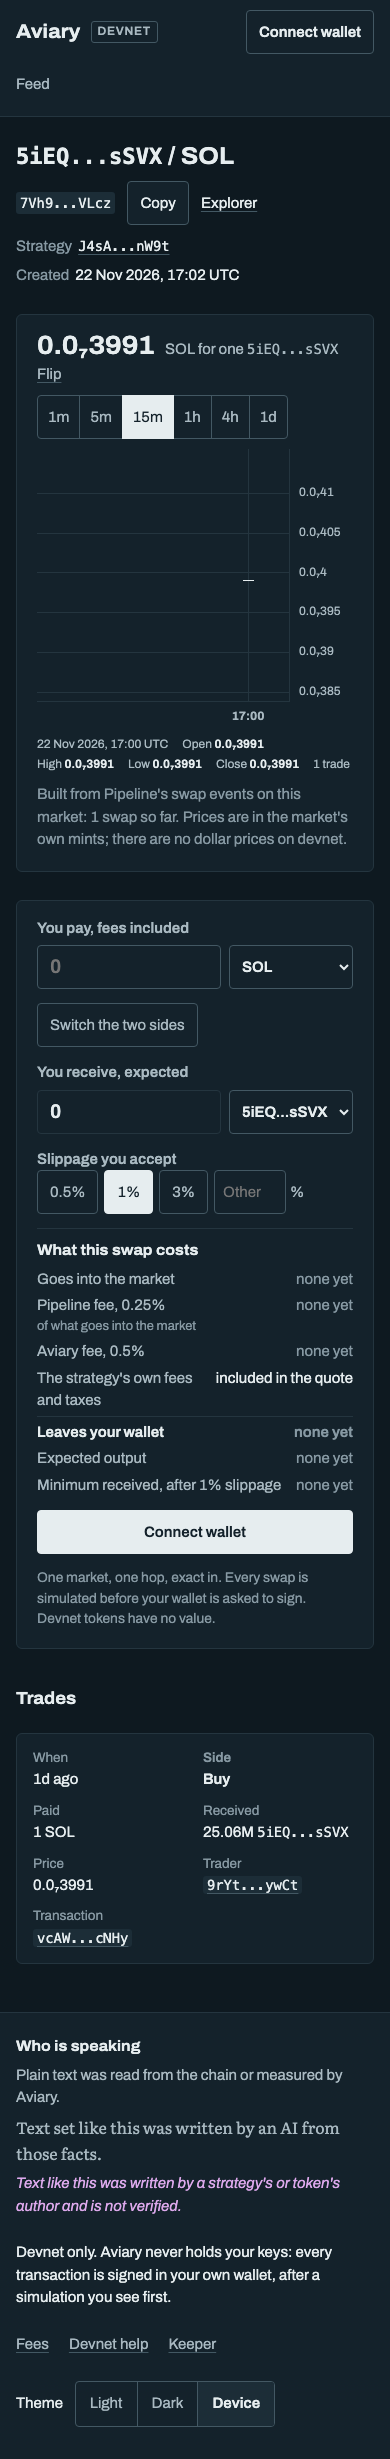 Aviary DEVNET Connect wallet
Feed
5iEQ...sSVX / SOL
7Vh9...VLcz Copy Explorer
Strategy J4sA...nW9t
Created 22 Nov 2026, 17:02 UTC
0.0₇3991 SOL for one 5iEQ...sSVX
Flip
1m 5m 15m 1h 4h 1d
0.0₇41
0.0₇405
0.0₇4
0.0₇395
0.0₇39
0.0₇385
17:00
22 Nov 2026, 17:00 UTC Open 0.0₇3991
High 0.0₇3991 Low 0.0₇3991 Close 0.0₇3991 1 trade
Built from Pipeline's swap events on this
market: 1 swap so far. Prices are in the market's
own mints; there are no dollar prices on devnet.
You pay, fees included
0 SOL
Switch the two sides
You receive, expected
0 5iEQ...sSVX
Slippage you accept
0.5% 1% 3% Other %
What this swap costs
Goes into the market none yet
Pipeline fee, 0.25% none yet
of what goes into the market
Aviary fee, 0.5% none yet
The strategy's own fees included in the quote
and taxes
Leaves your wallet none yet
Expected output none yet
Minimum received, after 1% slippage none yet
Connect wallet
One market, one hop, exact in. Every swap is
simulated before your wallet is asked to sign.
Devnet tokens have no value.
Trades
When Side
1d ago Buy
Paid Received
1 SOL 25.06M 5iEQ...sSVX
Price Trader
0.0₇3991 9rYt...ywCt
Transaction
vcAW...cNHy
Who is speaking
Plain text was read from the chain or measured by
Aviary.
Text set like this was written by an AI from
those facts.
Text like this was written by a strategy's or token's
author and is not verified.
Devnet only. Aviary never holds your keys: every
transaction is signed in your own wallet, after a
simulation you see first.
Fees Devnet help Keeper
Theme Light Dark Device